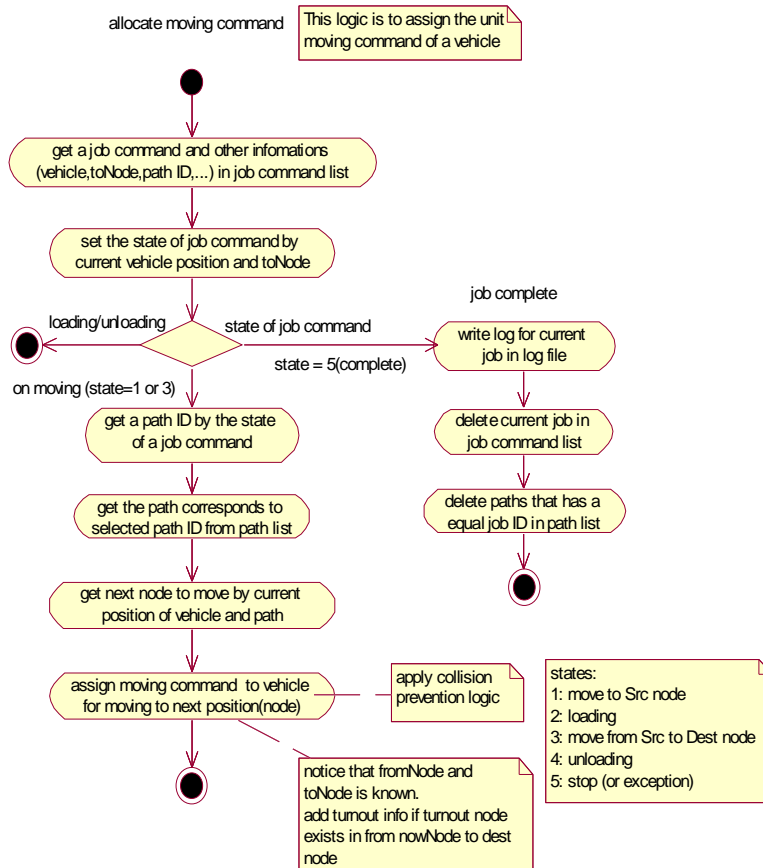 allocate moving command
This logic is to assign the unit
moving command of a vehicle
get a job command and other infomations
(vehicle,toNode,path ID,...) in job command list
set the state of job command by
current vehicle position and toNode
job complete
loading/unloading
state of job command
write log for current
job in log file
state = 5(complete)
on moving (state=1 or 3)
get a path ID by the state
of a job command
delete current job in
job command list
get the path corresponds to
selected path ID from path list
delete paths that has a
equal job ID in path list
get next node to move by current
position of vehicle and path
assign moving command to vehicle
for moving to next position(node)
apply collision
prevention logic
states:
1: move to Src node
2: loading
3: move from Src to Dest node
4: unloading
5: stop (or exception)
notice that fromNode and
toNode is known.
add turnout info if turnout node
exists in from nowNode to dest
node